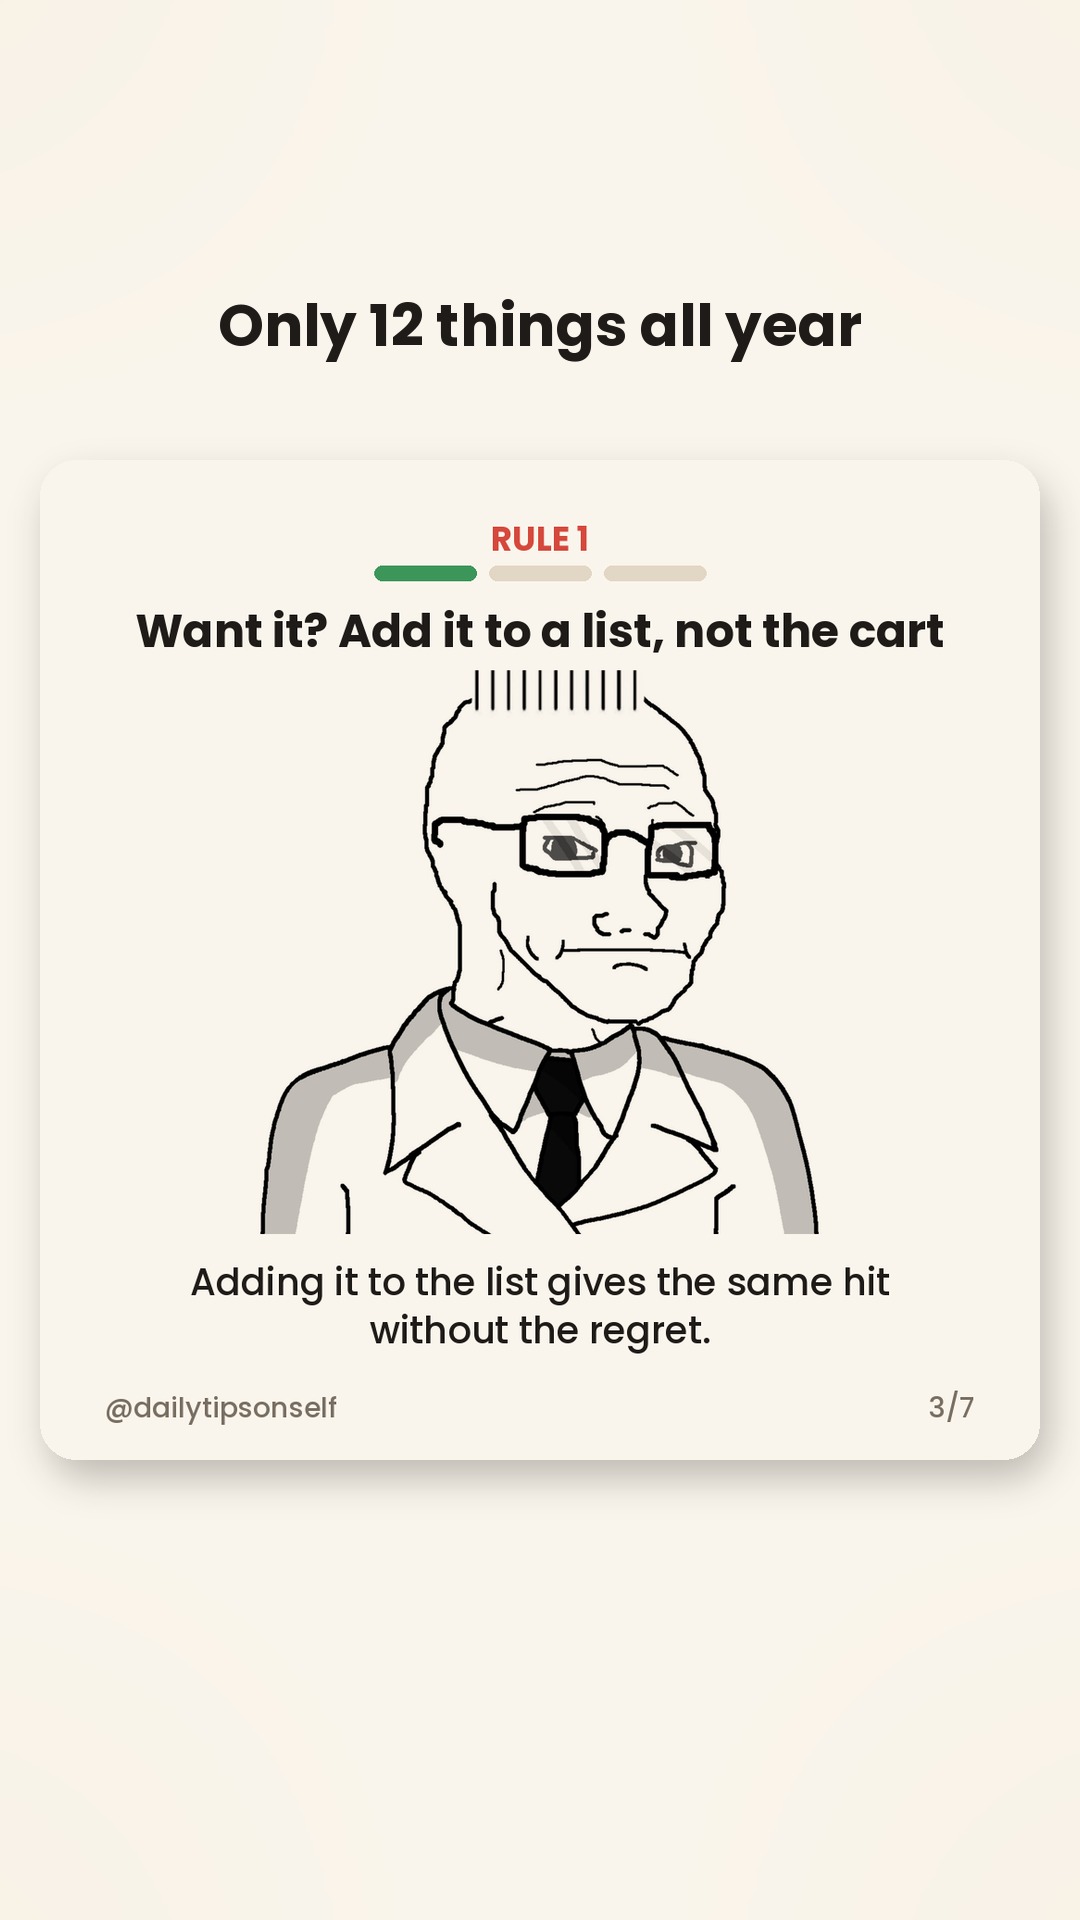 Only 12 things all year
RULE 1
Want it? Add it to a list, not the cart
Adding it to the list gives the same hit
without the regret.
@dailytipsonself
3/7